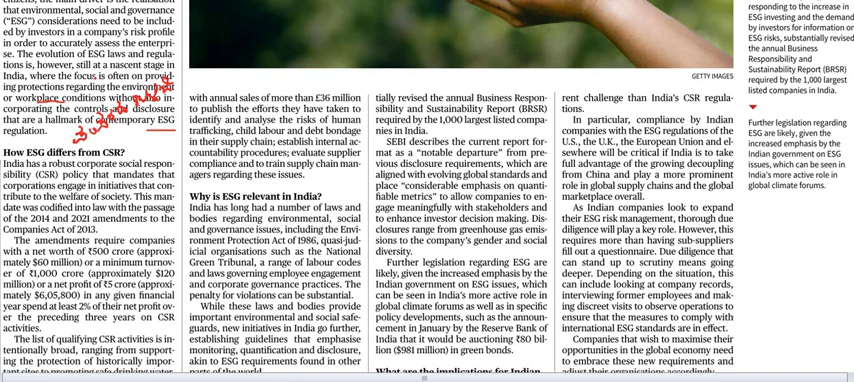 citizens, the main driver is the realisation
that environmental, social and governance
(“ESG”) considerations need to be includ-
ed by investors in a company's risk profile
in order to accurately assess the enterpri-
se. The evolution of ESG laws and regula-
tions is, however, still at a nascent stage in
India, where the focus is often on provid-
ing protections regarding the environment
or workplace conditions without also in-
corporating the controls and disclosure
that are a hallmark of contemporary ESG
regulation.
How ESG differs from CSR?
India has a robust corporate social respon-
sibility (CSR) policy that mandates that
corporations engage in initiatives that con-
tribute to the welfare of society. This man-
date was codified into law with the passage
of the 2014 and 2021 amendments to the
Companies Act of 2013.
The amendments require companies
with a net worth of ₹500 crore (approxi-
mately $60 million) or a minimum turnov-
er of ₹1,000 crore (approximately $120
million) or a net profit of ₹5 crore (approxi-
mately $6,05,800) in any given financial
year spend at least 2% of their net profit ov-
er the preceding three years on CSR
activities.
The list of qualifying CSR activities is in-
tentionally broad, ranging from support-
ing the protection of historically impor-
tant sites to promoting safe drinking water
GETTY IMAGES
with annual sales of more than £36 million
to publish the efforts they have taken to
identify and analyse the risks of human
trafficking, child labour and debt bondage
in their supply chain; establish internal ac-
countability procedures; evaluate supplier
compliance and to train supply chain man-
agers regarding these issues.
Why is ESG relevant in India?
India has long had a number of laws and
bodies regarding environmental, social
and governance issues, including the Envi-
ronment Protection Act of 1986, quasi-jud-
icial organisations such as the National
Green Tribunal, a range of labour codes
and laws governing employee engagement
and corporate governance practices. The
penalty for violations can be substantial.
While these laws and bodies provide
important environmental and social safe-
guards, new initiatives in India go further,
establishing guidelines that emphasise
monitoring, quantification and disclosure,
akin to ESG requirements found in other
parts of the world.
tially revised the annual Business Respon-
sibility and Sustainability Report (BRSR)
required by the 1,000 largest listed compa-
nies in India.
SEBI describes the current report for-
mat as a “notable departure” from pre-
vious disclosure requirements, which are
aligned with evolving global standards and
place “considerable emphasis on quanti-
fiable metrics” to allow companies to en-
gage meaningfully with stakeholders and
to enhance investor decision making. Dis-
closures range from greenhouse gas emis-
sions to the company's gender and social
diversity.
Further legislation regarding ESG are
likely, given the increased emphasis by the
Indian government on ESG issues, which
can be seen in India's more active role in
global climate forums as well as in specific
policy developments, such as the announ-
cement in January by the Reserve Bank of
India that it would be auctioning ₹80 bil-
lion ($981 million) in green bonds.
What are the implications for Indian
rent challenge than India's CSR regula-
tions.
In particular, compliance by Indian
companies with the ESG regulations of the
U.S., the U.K., the European Union and el-
sewhere will be critical if India is to take
full advantage of the growing decoupling
from China and play a more prominent
role in global supply chains and the global
marketplace overall.
As Indian companies look to expand
their ESG risk management, thorough due
diligence will play a key role. However, this
requires more than having sub-suppliers
fill out a questionnaire. Due diligence that
can stand up to scrutiny means going
deeper. Depending on the situation, this
can include looking at company records,
interviewing former employees and mak-
ing discreet visits to observe operations to
ensure that the measures to comply with
international ESG standards are in effect.
Companies that wish to maximise their
opportunities in the global economy need
to embrace these new requirements and
adjust their organisations accordingly.
responding to the increase in
ESG investing and the demand
by investors for information on
ESG risks, substantially revised
the annual Business
Responsibility and
Sustainability Report (BRSR)
required by the 1,000 largest
listed companies in India.
Further legislation regarding
ESG are likely, given the
increased emphasis by the
Indian government on ESG
issues, which can be seen in
India's more active role in
global climate forums.